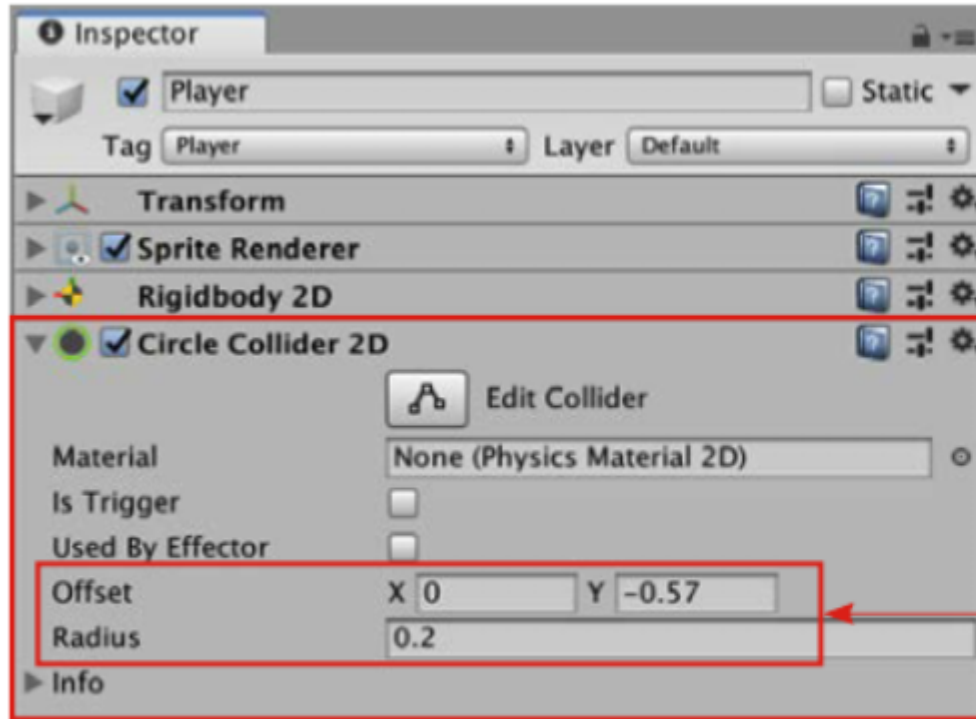 Inspector
Player Static
Tag Player Layer Default
Transform
Sprite Renderer
Rigidbody 2D
Circle Collider 2D
Edit Collider
Material None (Physics Material 2D)
Is Trigger
Used By Effector
Offset X 0 Y -0.57
Radius 0.2
Info